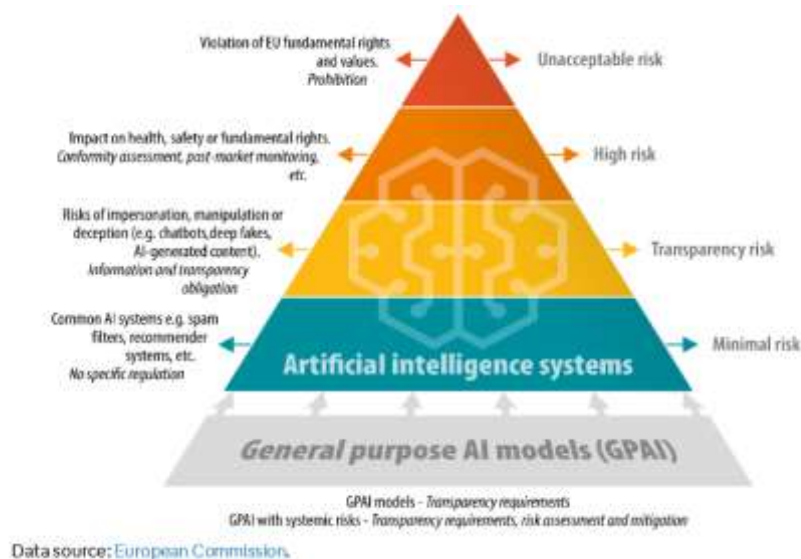 Violation of EU fundamental rights
and values.
Prohibition
Unacceptable risk
Impact on health, safety or fundamental rights.
Conformity assessment, post-market monitoring,
etc.
High risk
Risks of impersonation, manipulation or
deception (e.g. chatbots,deep fakes,
AI-generated content).
Information and transparency
obligation
Transparency risk
Common AI systems e.g. spam
filters, recommender
systems, etc.
No specific regulation
Minimal risk
Artificial intelligence systems
General purpose AI models (GPAI)
GPAI models - Transparency requirements
GPAI with systemic risks - Transparency requirements, risk assessment and mitigation
Data source: European Commission.